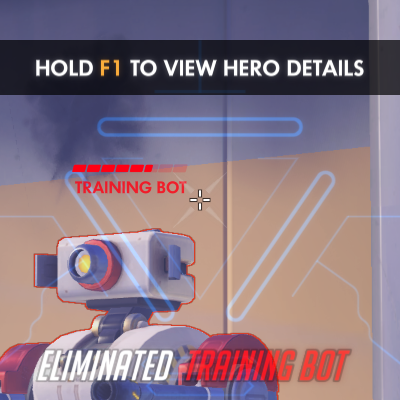 HOLD F1 TO VIEW HERO DETAILS
TRAINING BOT
ELIMINATED TRAINING BOT